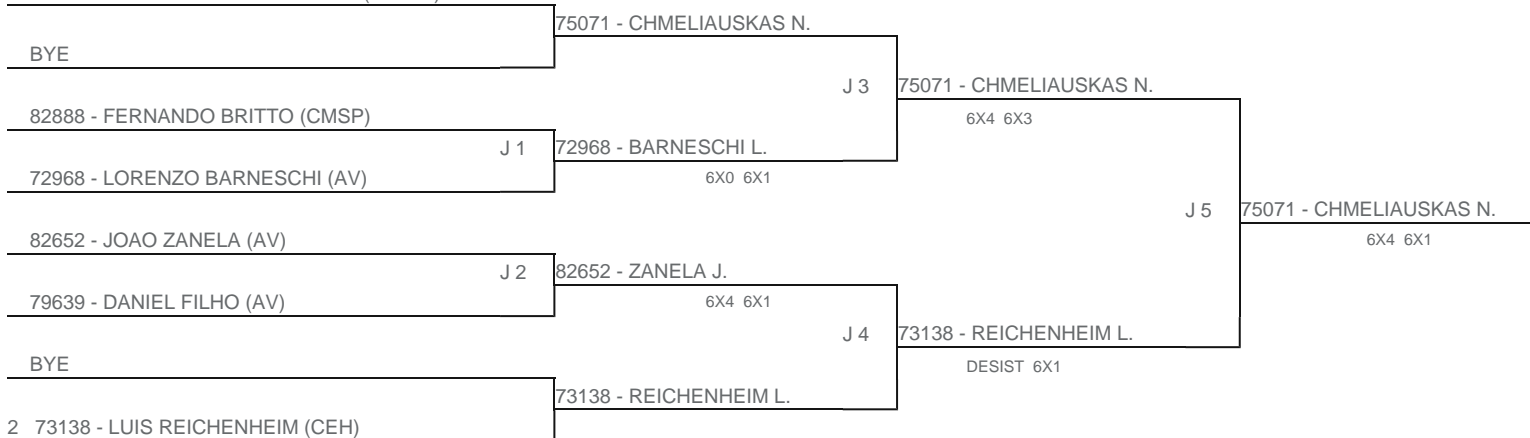 75071 - CHMELIAUSKAS N.
BYE
J 3
75071 - CHMELIAUSKAS N.
82888 - FERNANDO BRITTO (CMSP)
6X4 6X3
J 1
72968 - BARNESCHI L.
72968 - LORENZO BARNESCHI (AV)
6X0 6X1
J 5
75071 - CHMELIAUSKAS N.
82652 - JOAO ZANELA (AV)
6X4 6X1
J 2
82652 - ZANELA J.
79639 - DANIEL FILHO (AV)
6X4 6X1
J 4
73138 - REICHENHEIM L.
BYE
DESIST 6X1
73138 - REICHENHEIM L.
2 73138 - LUIS REICHENHEIM (CEH)